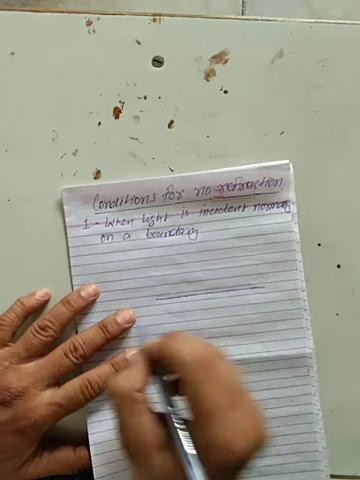 Conditions for no refraction
1- When light is incident normally
on a boundary